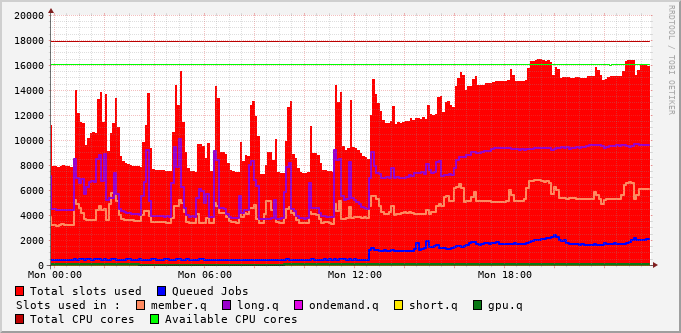 20000
18000
16000
14000
12000
10000
8000
6000
4000
2000
0
Mon 00:00 Mon 06:00 Mon 12:00 Mon 18:00
RRDTOOL / TOBI OETIKER
Total slots used Queued Jobs
Slots used in : member.q long.q ondemand.q short.q gpu.q
Total CPU cores Available CPU cores